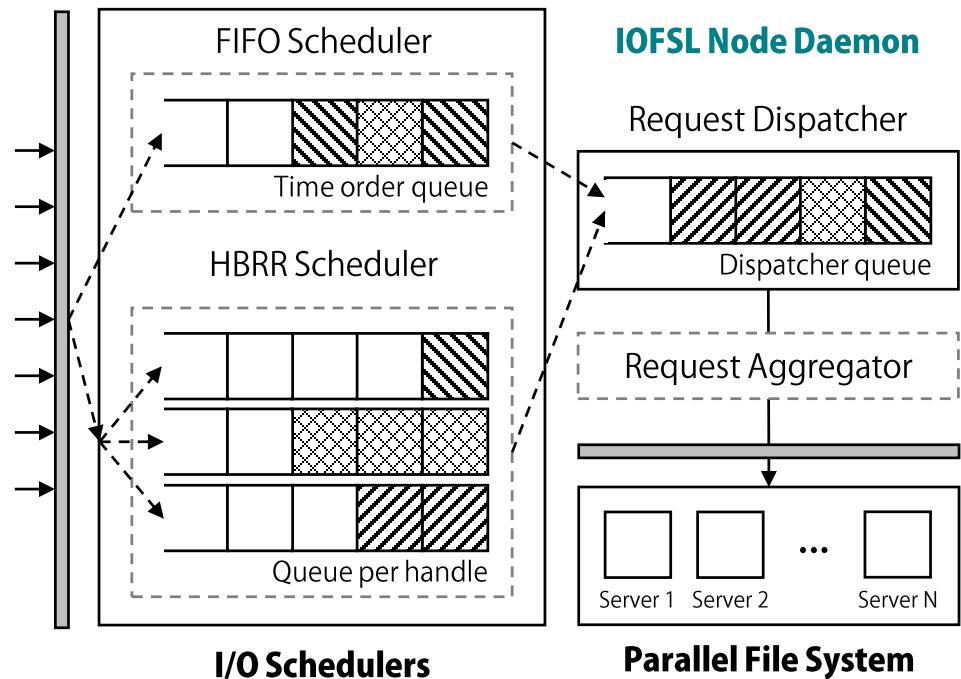 FIFO Scheduler
Time order queue
HBRR Scheduler
Queue per handle
I/O Schedulers
IOFSL Node Daemon
Request Dispatcher
Dispatcher queue
Request Aggregator
...
Server 1 Server 2 Server N
Parallel File System